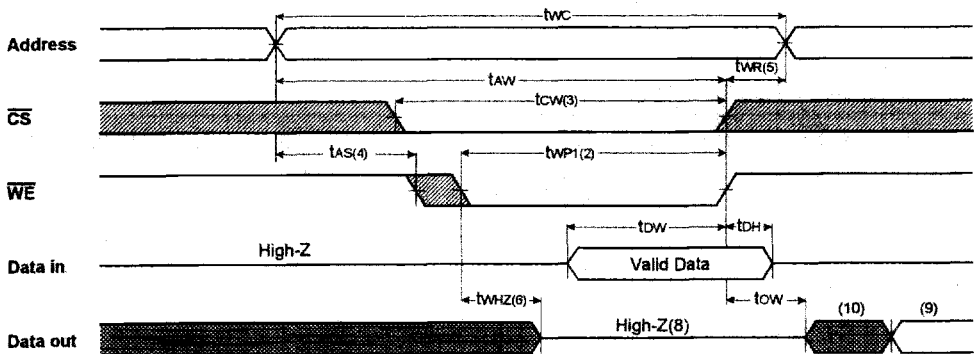 tWC
Address
tWR(5)
tAW
tCW(3)
CS
tAS(4)
tWP1(2)
WE
tDW
tDH
High-Z
Data in
Valid Data
tWHZ(6)
tOW
High-Z(8)
(10)
(9)
Data out